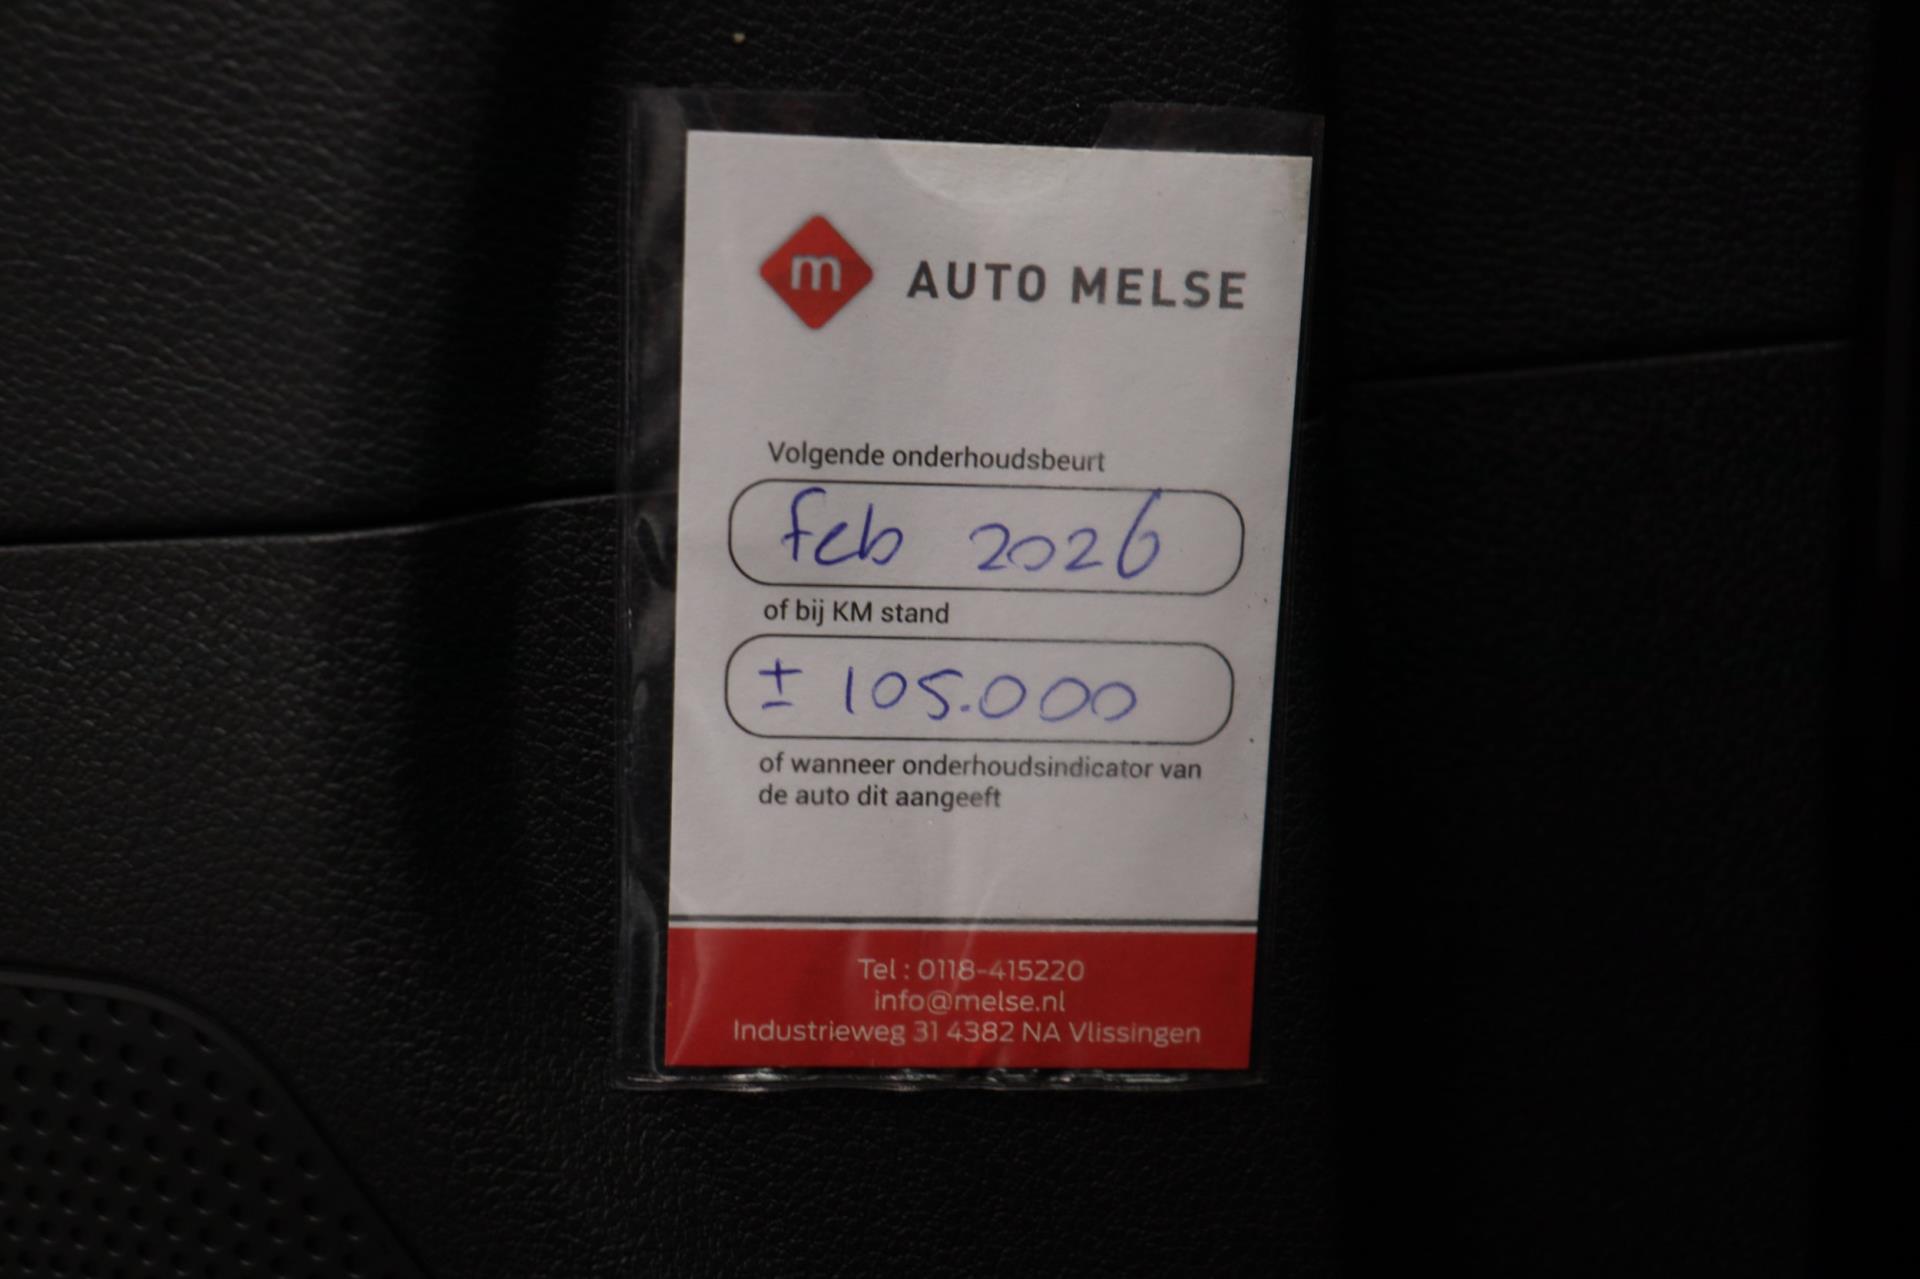 m AUTO MELSE
Volgende onderhoudsbeurt
feb 2026
of bij KM stand
± 105.000
of wanneer onderhoudsindicator van
de auto dit aangeeft
Tel : 0118-415220
info@melse.nl
Industrieweg 31 4382 NA Vlissingen